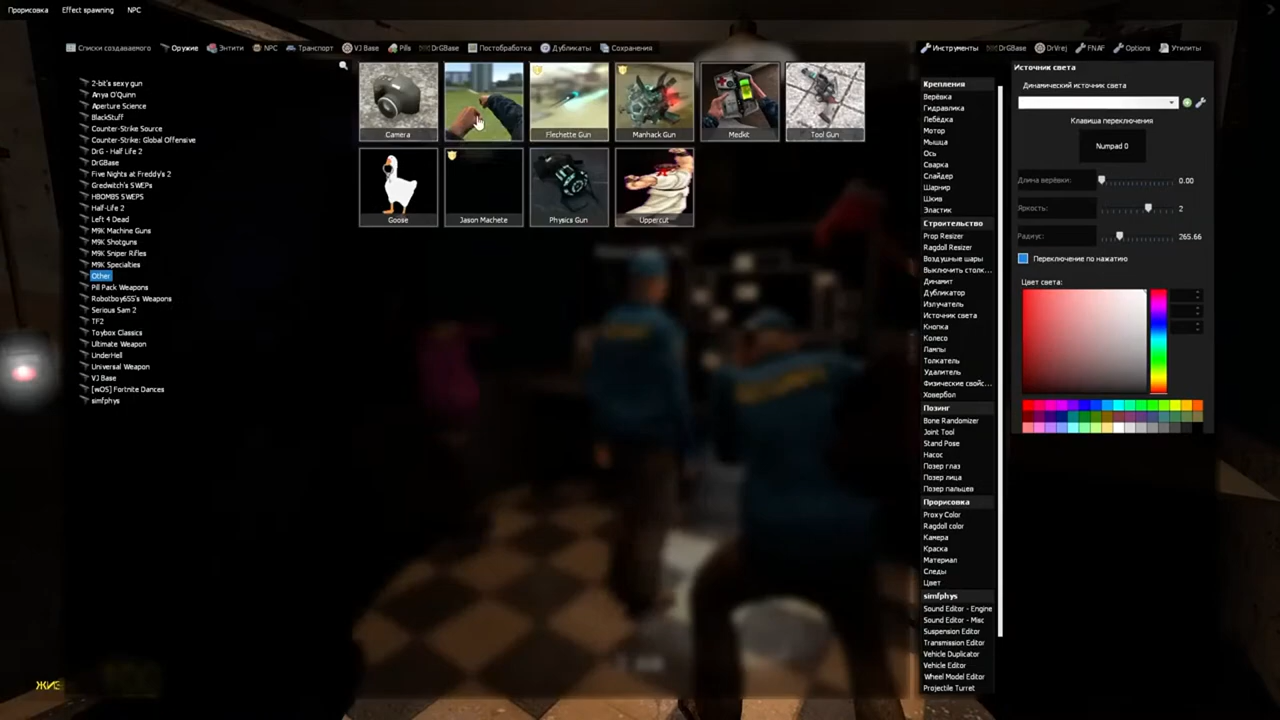 Прорисовка Effect spawning NPC
Списки создаваемого Оружие Энтити NPC Транспорт VJ Base Pills DrGBase Постобработка Дубликаты Сохранения
Инструменты DrGBase DrVrej FNAF Options Утилиты
2-bit's sexy gun
Anya O'Quinn
Aperture Science
BlackStuff
Counter-Strike Source
Counter-Strike: Global Offensive
DrG - Half Life 2
DrGBase
Five Nights at Freddy's 2
Gredwitch's SWEPs
HBOMBS SWEPS
Half-Life 2
Left 4 Dead
M9K Machine Guns
M9K Shotguns
M9K Sniper Rifles
M9K Specialties
Other
Pill Pack Weapons
Robotboy655's Weapons
Serious Sam 2
TF2
Toybox Classics
Ultimate Weapon
UnderHell
Universal Weapon
VJ Base
[wOS] Fortnite Dances
simfphys
Camera
Flechette Gun
Manhack Gun
Medkit
Tool Gun
Goose
Jason Machete
Physics Gun
Uppercut
Крепления
Верёвка
Гидравлика
Лебёдка
Мотор
Мышца
Ось
Сварка
Слайдер
Шарнир
Шкив
Эластик
Строительство
Prop Resizer
Ragdoll Resizer
Воздушные шары
Выключить столк...
Динамит
Дубликатор
Излучатель
Источник света
Кнопка
Колесо
Лампы
Толкатель
Удалитель
Физические свойс...
Ховербол
Позинг
Bone Randomizer
Joint Tool
Stand Pose
Насос
Позер глаз
Позер лица
Позер пальцев
Прорисовка
Proxy Color
Ragdoll color
Камера
Краска
Материал
Следы
Цвет
simfphys
Sound Editor - Engine
Sound Editor - Misc
Suspension Editor
Transmission Editor
Vehicle Duplicator
Vehicle Editor
Wheel Model Editor
Projectile Turret
Источник света
Динамический источник света
Клавиша переключения
Numpad 0
Длина верёвки: 0.00
Яркость: 2
Радиус: 265.66
Переключение по нажатию
Цвет света: